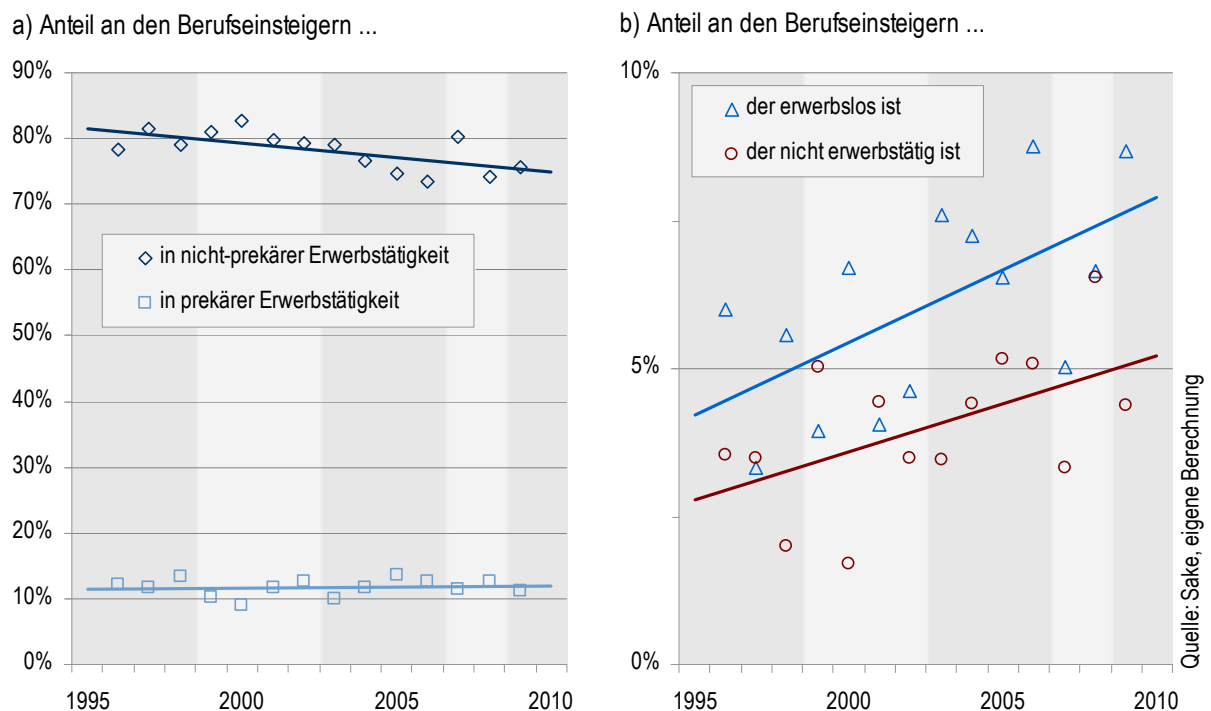 a) Anteil an den Berufseinsteigern ...
90%
80%
70%
60%
50%
40%
30%
20%
10%
0%
in nicht-prekärer Erwerbstätigkeit
in prekärer Erwerbstätigkeit
1995 2000 2005 2010
b) Anteil an den Berufseinsteigern ...
10%
5%
0%
der erwerbslos ist
der nicht erwerbstätig ist
1995 2000 2005 2010
Quelle: Sake, eigene Berechnung